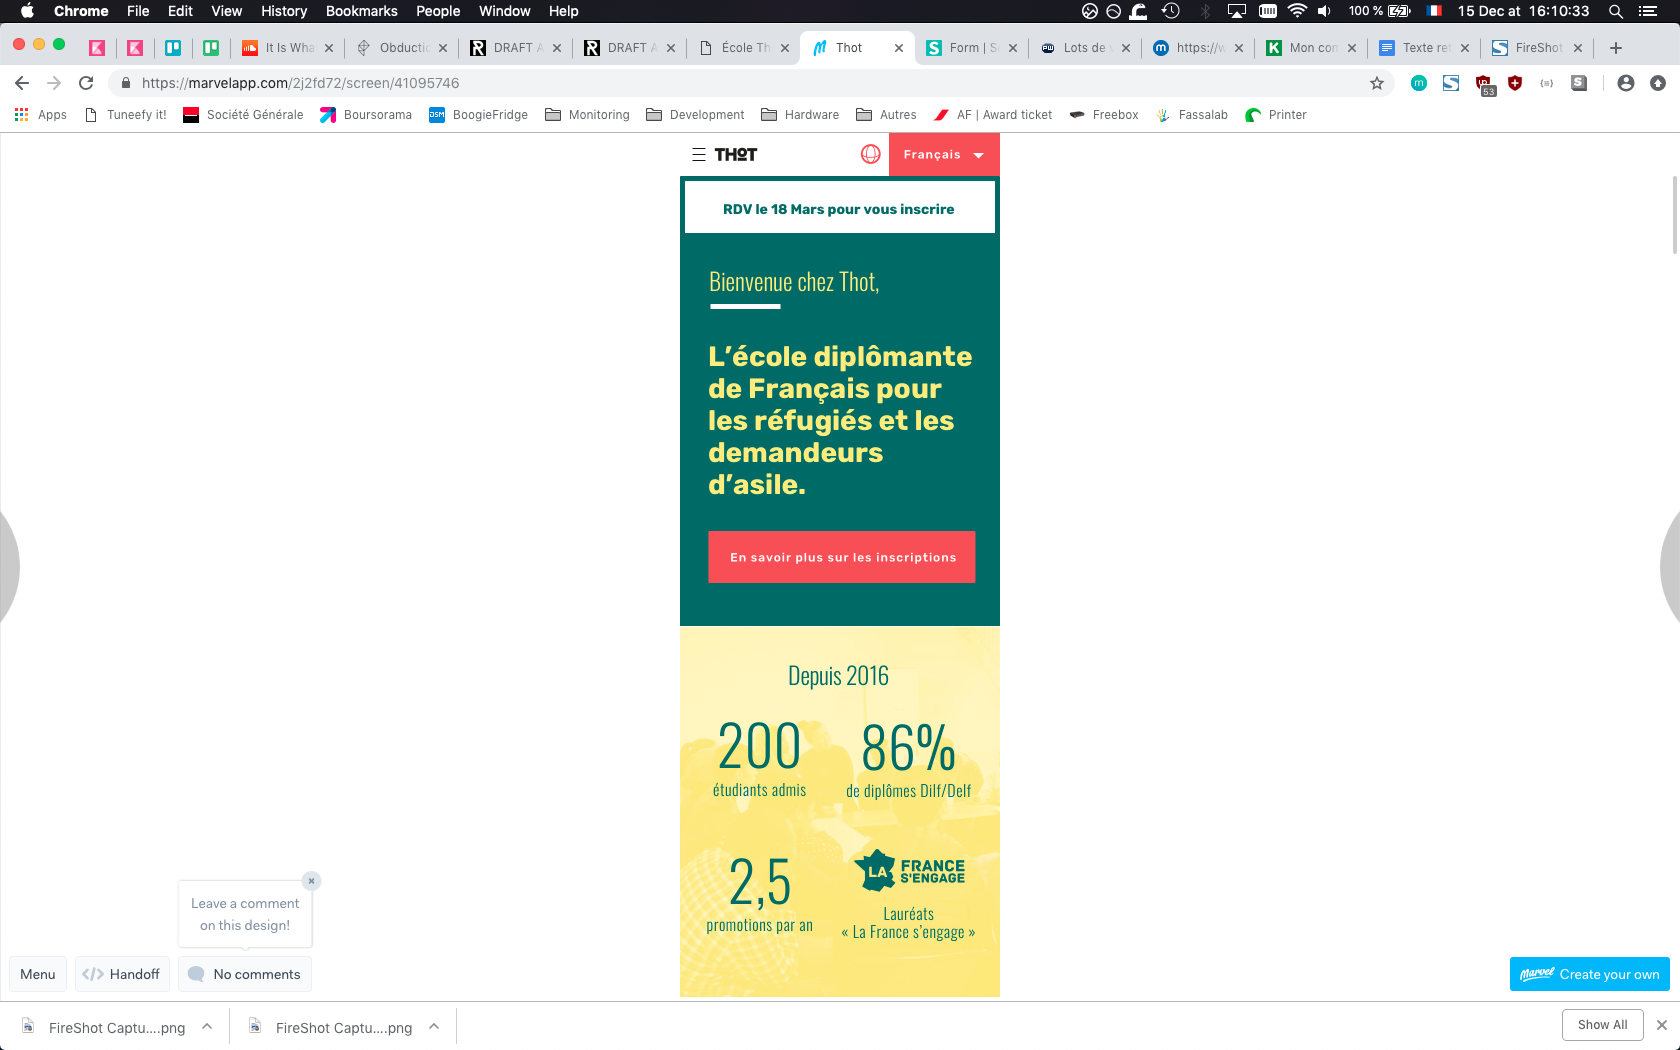 Chrome File Edit View History Bookmarks People Window Help 100 % 15 Dec at 16:10:33
It Is Wha Obductic DRAFT A DRAFT A École Th Thot Form | S Lots de https://w Mon con Texte ret FireShot
https://marvelapp.com/2j2fd72/screen/41095746 53
Apps Tuneefy it! Société Générale Boursorama BoogieFridge Monitoring Development Hardware Autres AF | Award ticket Freebox Fassalab Printer
THOT Français
RDV le 18 Mars pour vous inscrire
Bienvenue chez Thot,
L’école diplômante
de Français pour
les réfugiés et les
demandeurs
d’asile.
En savoir plus sur les inscriptions
Depuis 2016
200 86%
étudiants admis de diplômes Dilf/Delf
2,5 LA FRANCE S'ENGAGE
promotions par an Lauréats
« La France s’engage »
Leave a comment
on this design!
Menu Handoff No comments Marvel Create your own
FireShot Captu....png FireShot Captu....png Show All